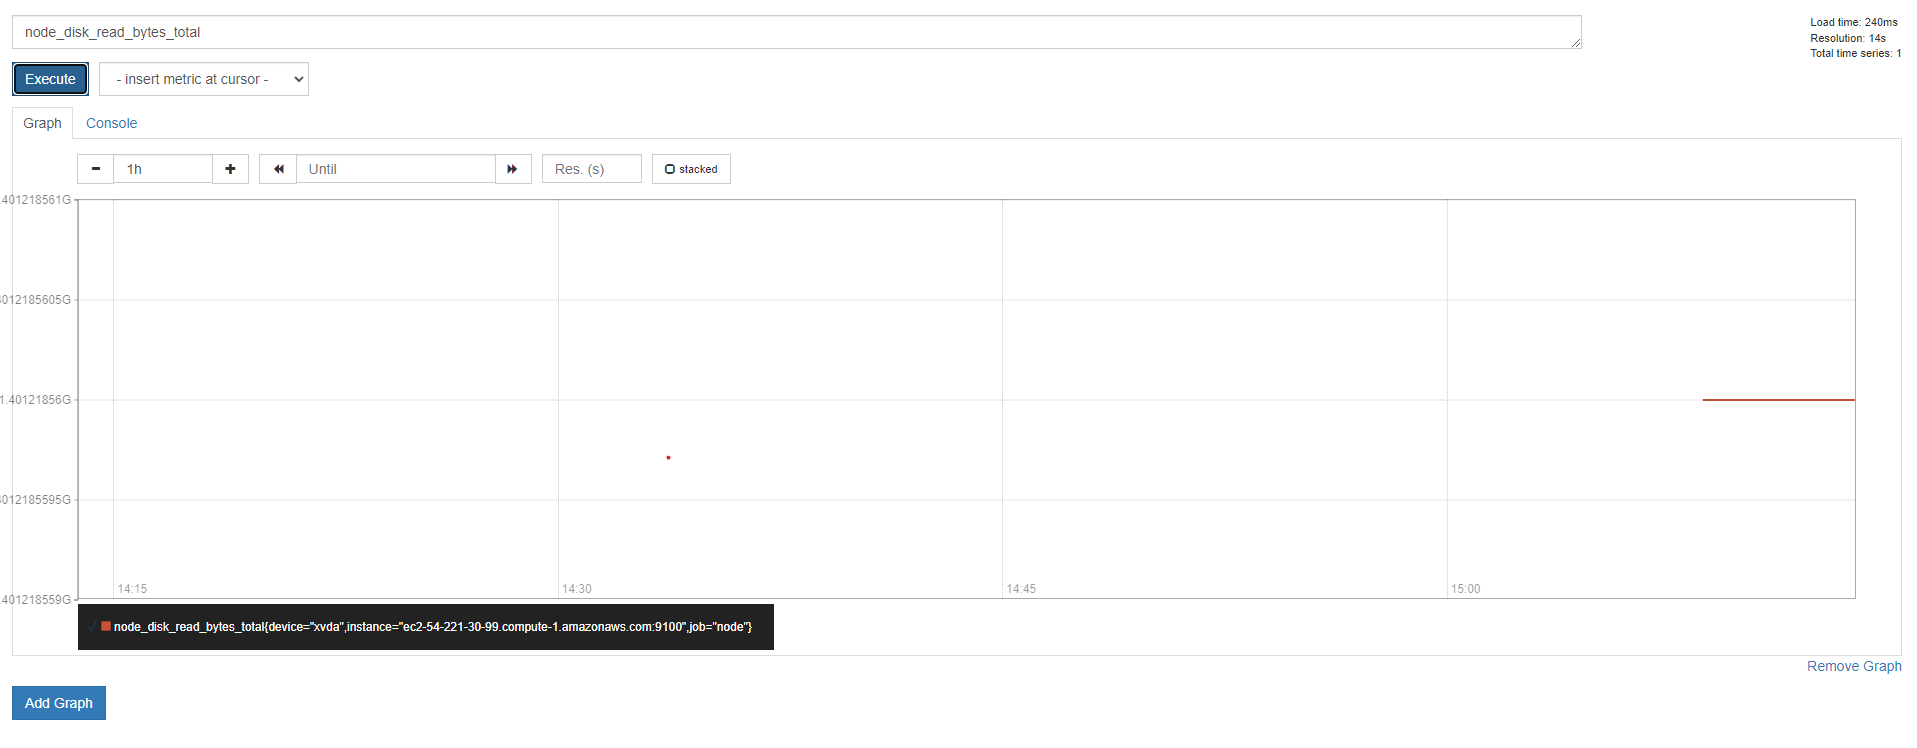 node_disk_read_bytes_total
Load time: 240ms
Resolution: 14s
Total time series: 1
Execute
- insert metric at cursor -
Graph
Console
1h
Until
Res. (s)
stacked
.401218561G
4012185605G
1.40121856G
4012185595G
.401218559G
14:15
14:30
14:45
15:00
node_disk_read_bytes_total{device="xvda",instance="ec2-54-221-30-99.compute-1.amazonaws.com:9100",job="node"}
Remove Graph
Add Graph